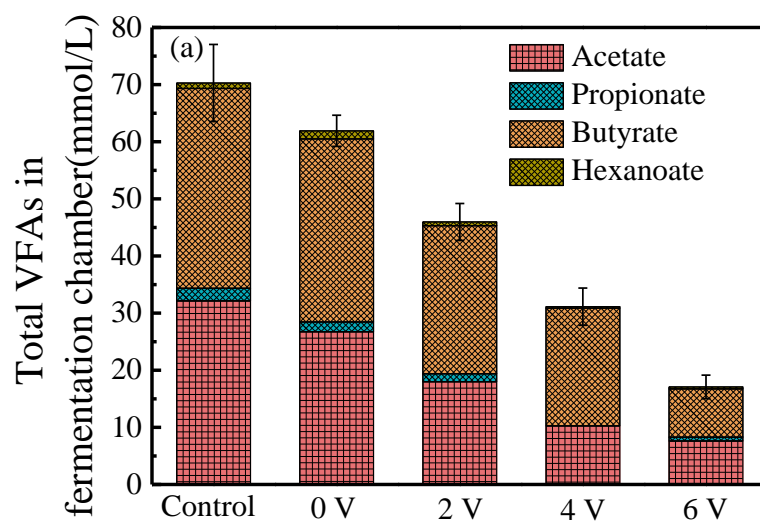 (a)
Acetate
Propionate
Butyrate
Hexanoate
Total VFAs in
fermentation chamber(mmol/L)
80
70
60
50
40
30
20
10
0
Control 0 V 2 V 4 V 6 V